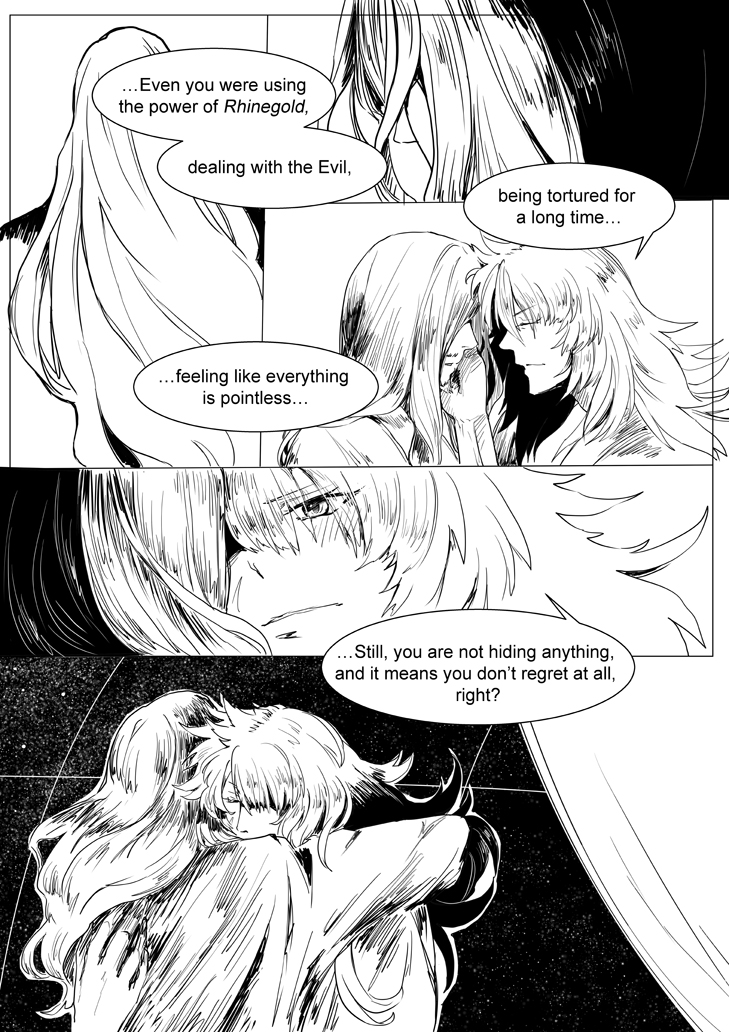 ...Even you were using
the power of Rhinegold,
dealing with the Evil,
being tortured for
a long time...
...feeling like everything
is pointless...
...Still, you are not hiding anything,
and it means you don't regret at all,
right?